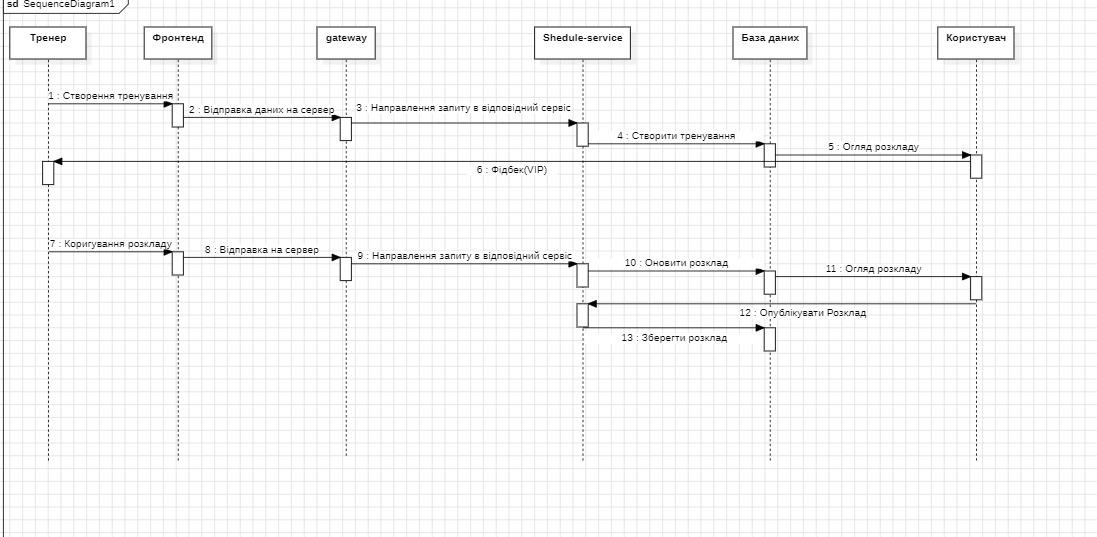 sd SequenceDiagram1
Тренер
Фронтенд
gateway
Shedule-service
База даних
Користувач
1 : Створення тренування
2 : Відправка даних на сервер
3 : Направлення запиту в відповідний сервіс
4 : Створити тренування
5 : Огляд розкладу
6 : Фідбек(VIP)
7 : Коригування розкладу
8 : Відправка на сервер
9 : Направлення запиту в відповідний сервіс
10 : Оновити розклад
11 : Огляд розкладу
12 : Опублікувати Розклад
13 : Зберегти розклад